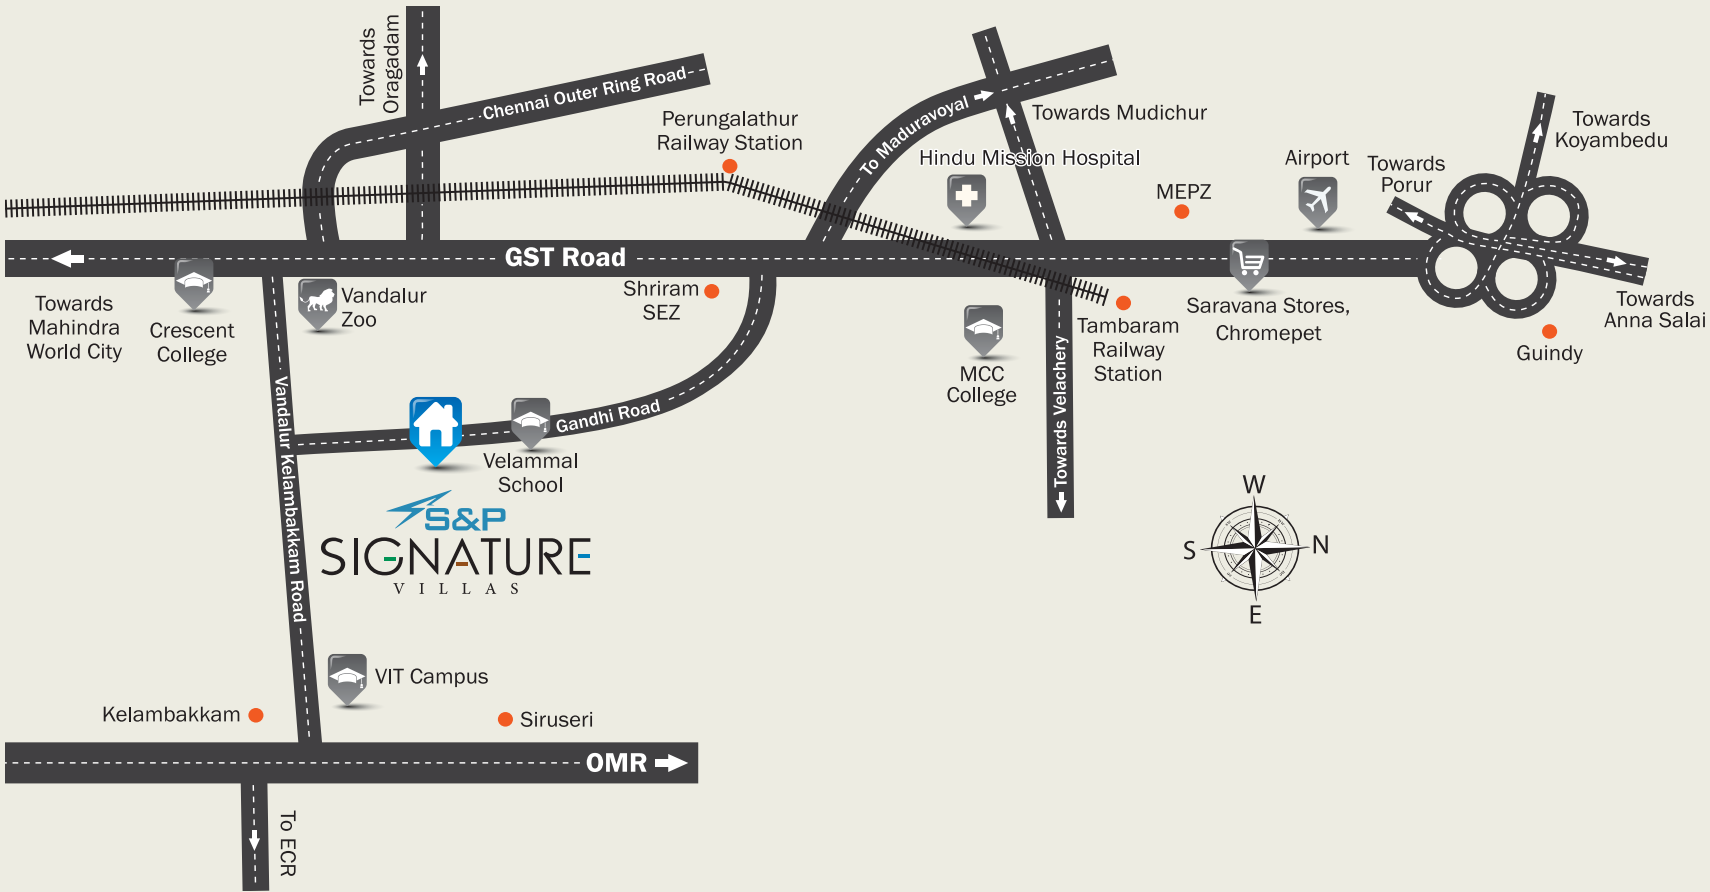 Towards
Oragadam
Chennai Outer Ring Road
Perungalathur
Railway Station
To Maduravoyal
Towards Mudichur
Hindu Mission Hospital
MEPZ
Airport
Towards
Porur
Towards
Koyambedu
GST Road
Towards
Mahindra
World City
Crescent
College
Vandalur
Zoo
Shriram
SEZ
MCC
College
Tambaram
Railway
Station
Saravana Stores,
Chromepet
Towards
Anna Salai
Guindy
Towards Velachery
Vandalur Kelambakkam Road
Gandhi Road
Velammal
School
S&P
SIGNATURE
VILLAS
W
S
N
E
VIT Campus
Kelambakkam
Siruseri
OMR
To ECR